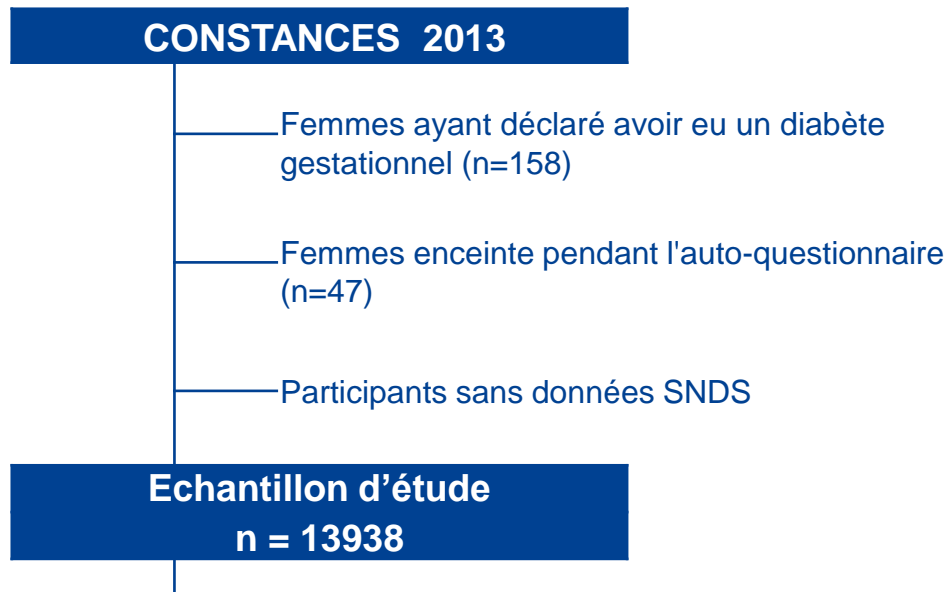 CONSTANCES 2013
Femmes ayant déclaré avoir eu un diabète
gestationnel (n=158)
Femmes enceinte pendant l'auto-questionnaire
(n=47)
Participants sans données SNDS
Echantillon d’étude
n = 13938